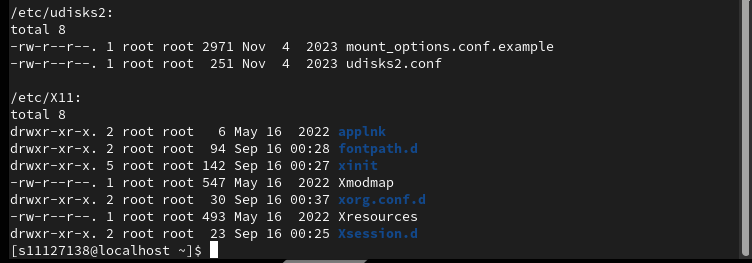 /etc/udisks2:
total 8
-rw-r--r--. 1 root root 2971 Nov  4  2023 mount_options.conf.example
-rw-r--r--. 1 root root  251 Nov  4  2023 udisks2.conf

/etc/X11:
total 8
drwxr-xr-x. 2 root root   6 May 16  2022 applnk
drwxr-xr-x. 2 root root  94 Sep 16 00:28 fontpath.d
drwxr-xr-x. 5 root root 142 Sep 16 00:27 xinit
-rw-r--r--. 1 root root 547 May 16  2022 Xmodmap
drwxr-xr-x. 2 root root  30 Sep 16 00:37 xorg.conf.d
-rw-r--r--. 1 root root 493 May 16  2022 Xresources
drwxr-xr-x. 2 root root  23 Sep 16 00:25 Xsession.d
[s11127138@localhost ~]$